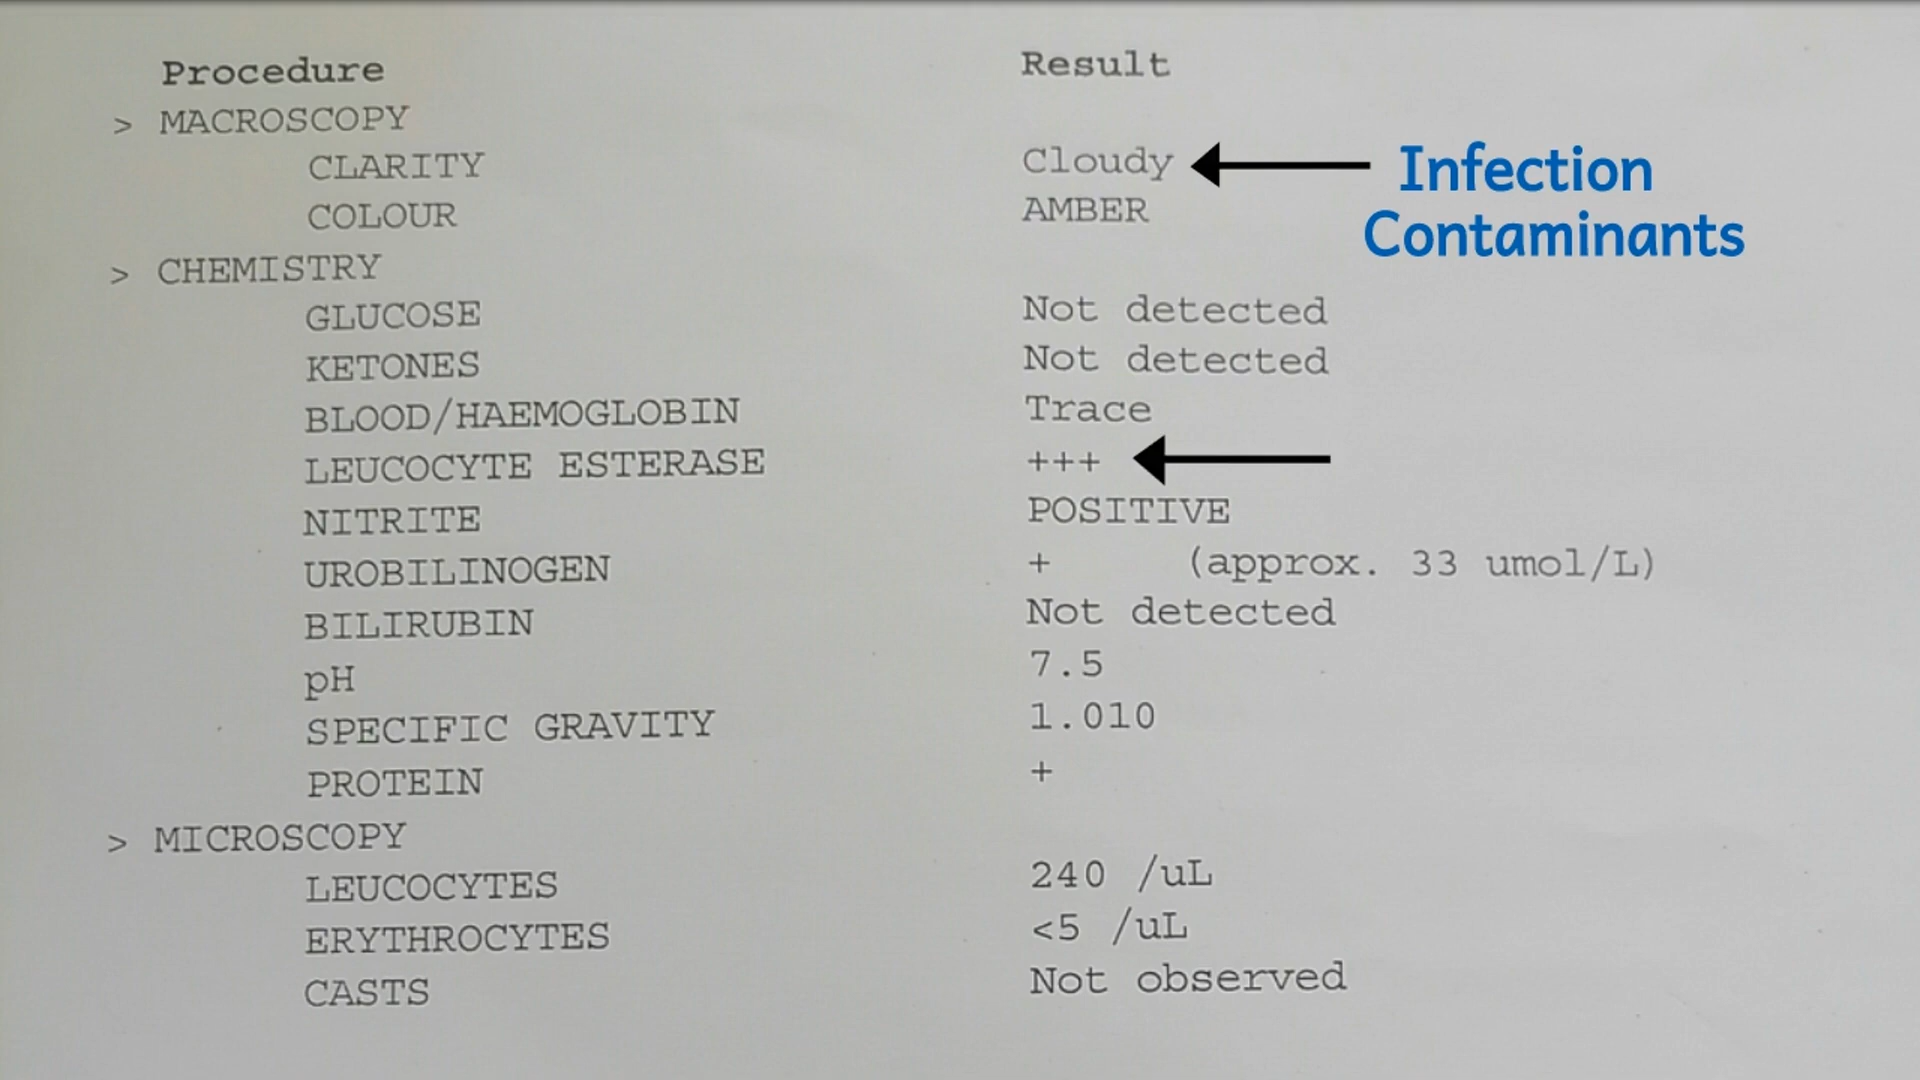 Procedure Result
> MACROSCOPY
CLARITY Cloudy Infection
COLOUR AMBER Contaminants
> CHEMISTRY
GLUCOSE Not detected
KETONES Not detected
BLOOD/HAEMOGLOBIN Trace
LEUCOCYTE ESTERASE +++
NITRITE POSITIVE
UROBILINOGEN + (approx. 33 umol/L)
BILIRUBIN Not detected
pH 7.5
SPECIFIC GRAVITY 1.010
PROTEIN +
> MICROSCOPY
LEUCOCYTES 240 /uL
ERYTHROCYTES <5 /uL
CASTS Not observed